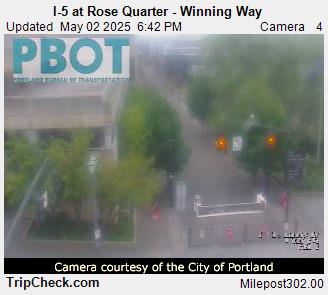 I-5 at Rose Quarter - Winning Way
Updated May 02 2025 6:42 PM Camera 4
PBOT
PORTLAND BUREAU OF TRANSPORTATION
Camera courtesy of the City of Portland
TripCheck.com Milepost302.00